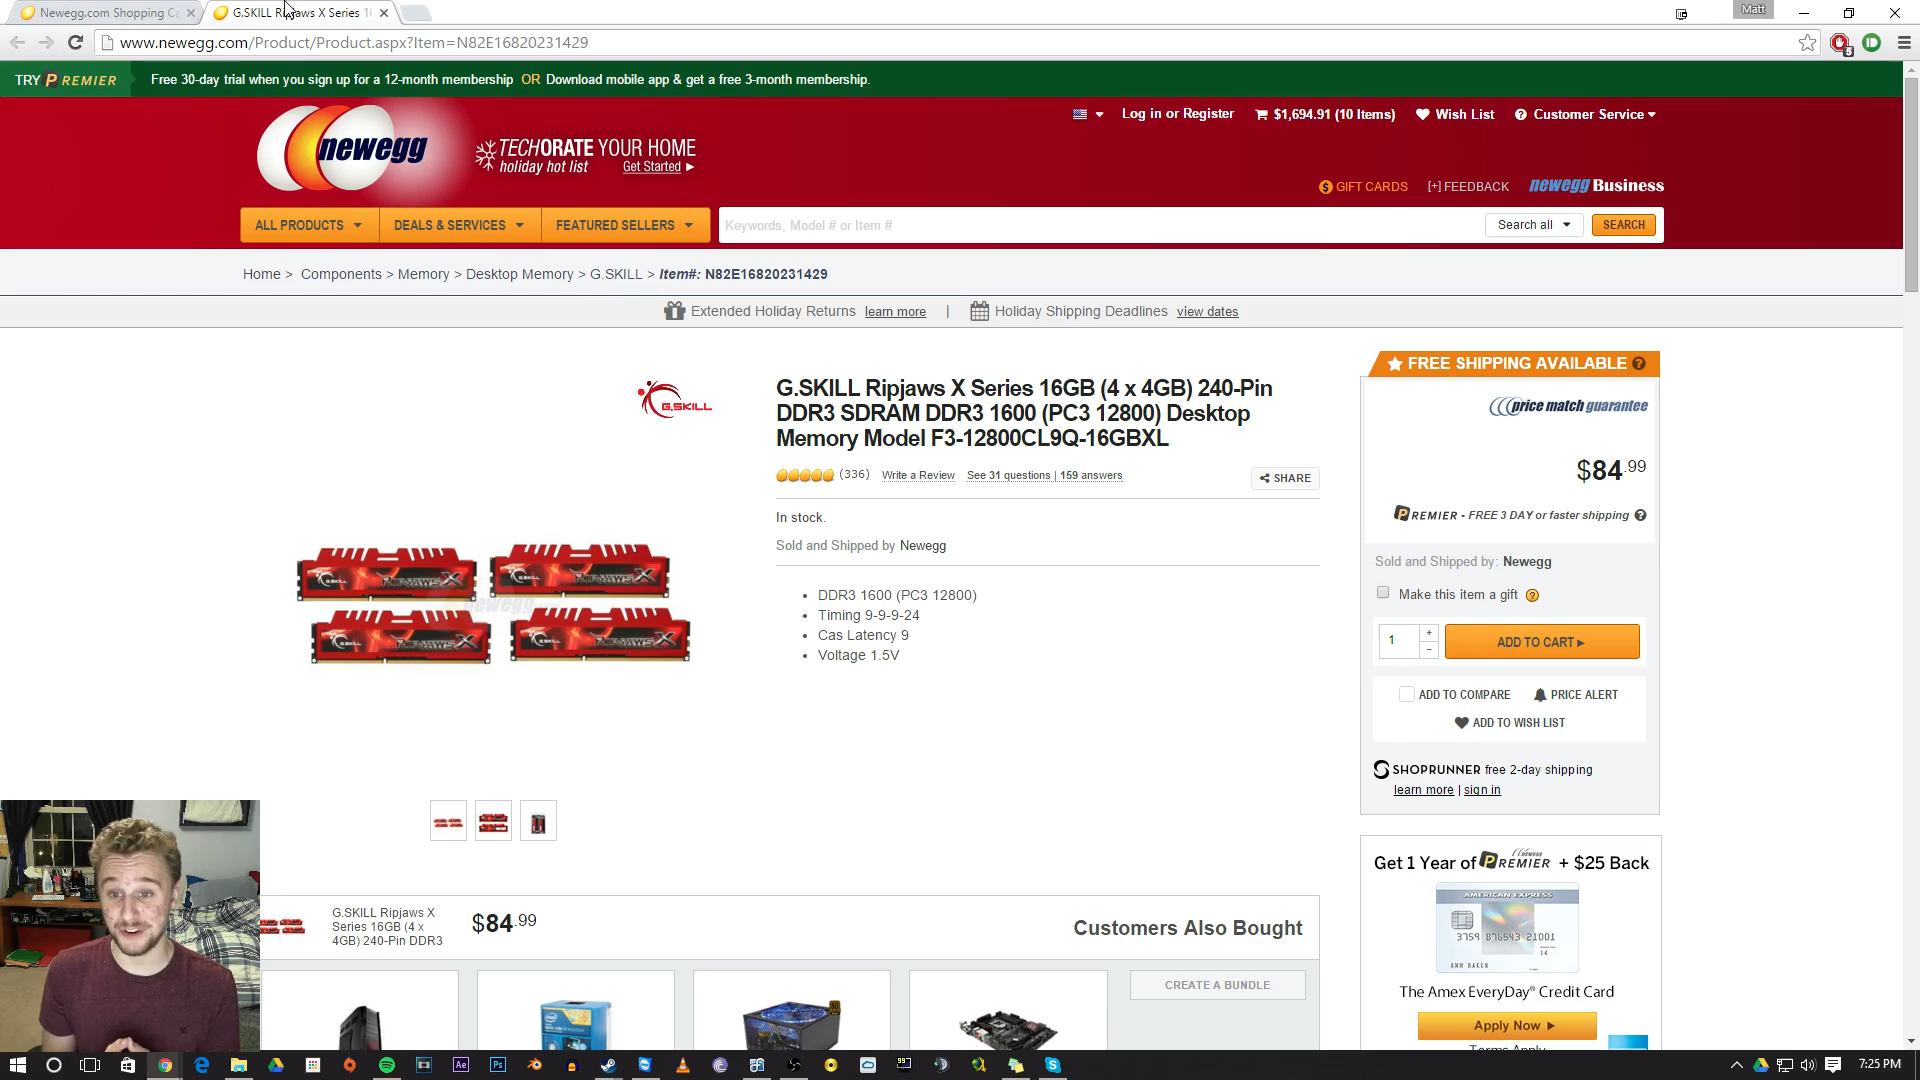 Newegg.com Shopping Ca
G.SKILL Ripjaws X Series 16
Matt
www.newegg.com/Product/Product.aspx?Item=N82E16820231429
TRY PREMIER
Free 30-day trial when you sign up for a 12-month membership OR Download mobile app & get a free 3-month membership.
newegg
TECHORATE YOUR HOME
holiday hot list Get Started
Log in or Register
$1,694.91 (10 Items)
Wish List
Customer Service
GIFT CARDS
[+] FEEDBACK
newegg Business
ALL PRODUCTS
DEALS & SERVICES
FEATURED SELLERS
Keywords, Model # or Item #
Search all
SEARCH
Home > Components > Memory > Desktop Memory > G.SKILL > Item#: N82E16820231429
Extended Holiday Returns learn more | Holiday Shipping Deadlines view dates
G.SKILL
G.SKILL Ripjaws X Series 16GB (4 x 4GB) 240-Pin
DDR3 SDRAM DDR3 1600 (PC3 12800) Desktop
Memory Model F3-12800CL9Q-16GBXL
(336) Write a Review See 31 questions | 159 answers
SHARE
In stock.
Sold and Shipped by Newegg
DDR3 1600 (PC3 12800)
Timing 9-9-9-24
Cas Latency 9
Voltage 1.5V
RIPJAWS X
RIPJAWS X
newegg
RIPJAWS X
RIPJAWS X
FREE SHIPPING AVAILABLE
price match guarantee
$84.99
PREMIER - FREE 3 DAY or faster shipping
Sold and Shipped by: Newegg
Make this item a gift
1
ADD TO CART
ADD TO COMPARE
PRICE ALERT
ADD TO WISH LIST
SHOPRUNNER free 2-day shipping
learn more | sign in
Get 1 Year of newegg PREMIER + $25 Back
AMERICAN EXPRESS
3759 876543 21001
14
ANN BAKER
The Amex EveryDay® Credit Card
Apply Now
Terms Apply
G.SKILL Ripjaws X
Series 16GB (4 x
4GB) 240-Pin DDR3
$84.99
Customers Also Bought
CREATE A BUNDLE
7:25 PM